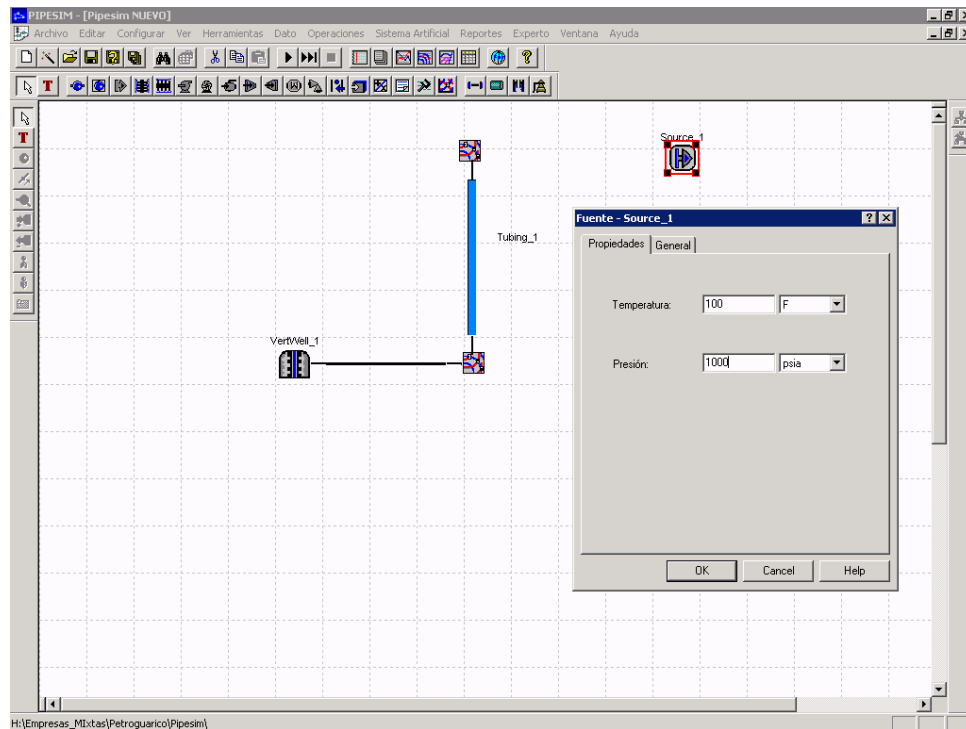 PIPESIM - [Pipesim NUEVO]
Archivo Editar Configurar Ver Herramientas Dato Operaciones Sistema Artificial Reportes Experto Ventana Ayuda
T
T
Source_1
Tubing_1
VertWell_1
Fuente - Source_1
Propiedades General
Temperatura: 100 F
Presión: 1000 psia
OK Cancel Help
H:\Empresas_MIxtas\Petroguarico\Pipesim\